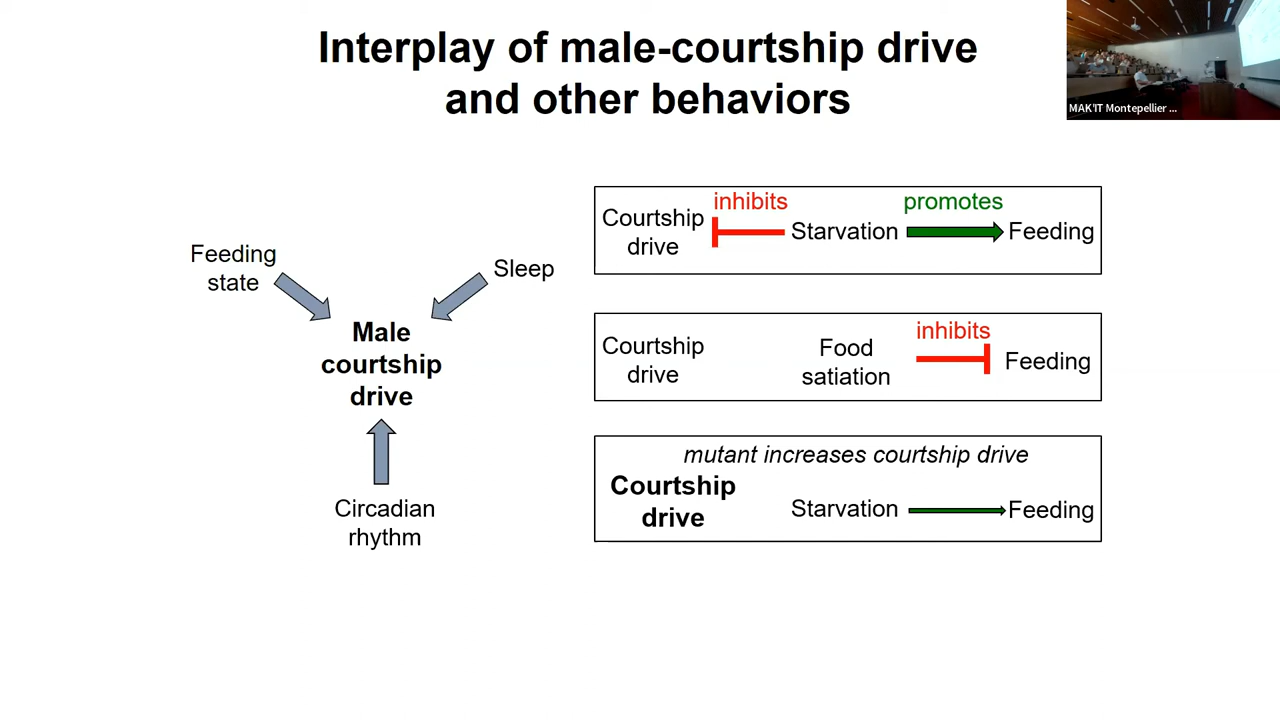 Interplay of male-courtship drive
and other behaviors
MAK'IT Montepellier ...
Feeding
state
Sleep
Male
courtship
drive
Circadian
rhythm
inhibits
promotes
Courtship
drive
Starvation
Feeding
inhibits
Courtship
drive
Food
satiation
Feeding
mutant increases courtship drive
Courtship
drive
Starvation
Feeding